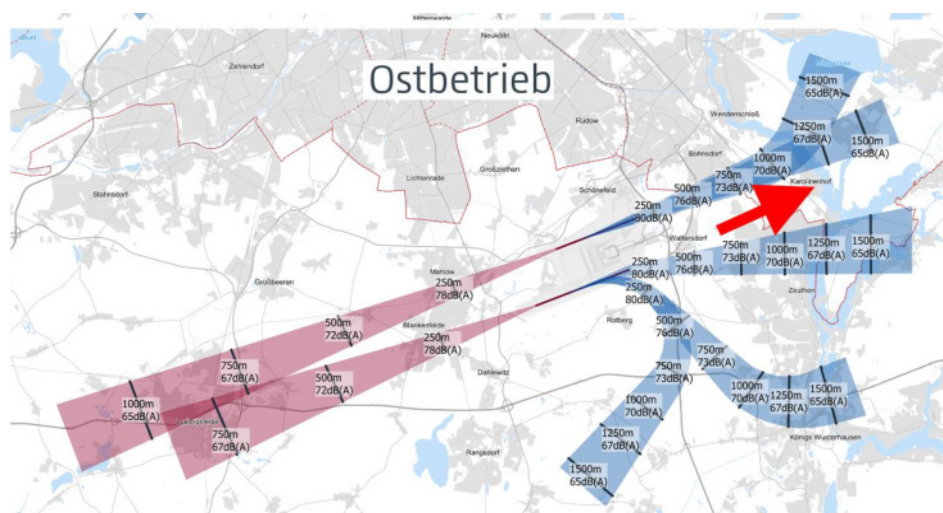 Mittenwalde
Neukölln
Zehlendorf
Ostbetrieb
1500m
65dB(A)
Wendenschloß
Rudow
1250m
67dB(A)
1500m
65dB(A)
Bohnsdorf
1000m
70dB(A)
Lichtenrade
Großziethen
Stahnsdorf
750m
73dB(A)
Karolinenhof
Schönefeld
500m
76dB(A)
250m
80dB(A)
Waltersdorf
750m
73dB(A)
1000m
70dB(A)
1250m
67dB(A)
1500m
65dB(A)
500m
76dB(A)
250m
80dB(A)
Mahlow
Großbeeren
250m
78dB(A)
250m
80dB(A)
Zeuthen
500m
72dB(A)
Blankenfelde
250m
78dB(A)
Rotberg
500m
76dB(A)
750m
67dB(A)
500m
72dB(A)
Dahlewitz
750m
73dB(A)
750m
73dB(A)
1000m
65dB(A)
1000m
70dB(A)
1250m
67dB(A)
1500m
65dB(A)
1000m
70dB(A)
750m
67dB(A)
1250m
67dB(A)
Königs Wusterhausen
Rangsdorf
1500m
65dB(A)